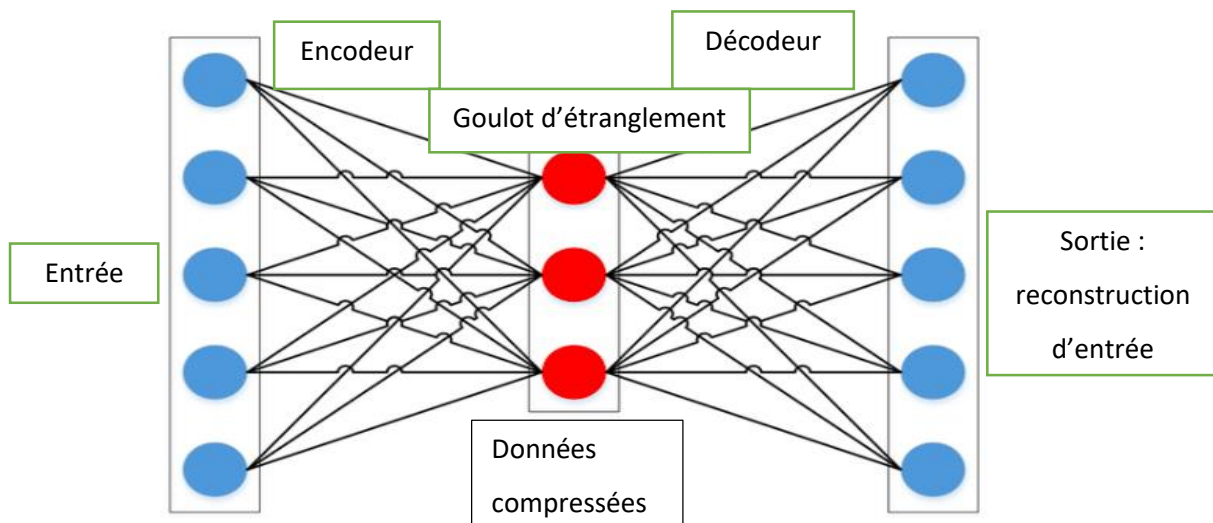 Encodeur
Décodeur
Goulot d’étranglement
Entrée
Sortie :
reconstruction
d’entrée
Données
compressées